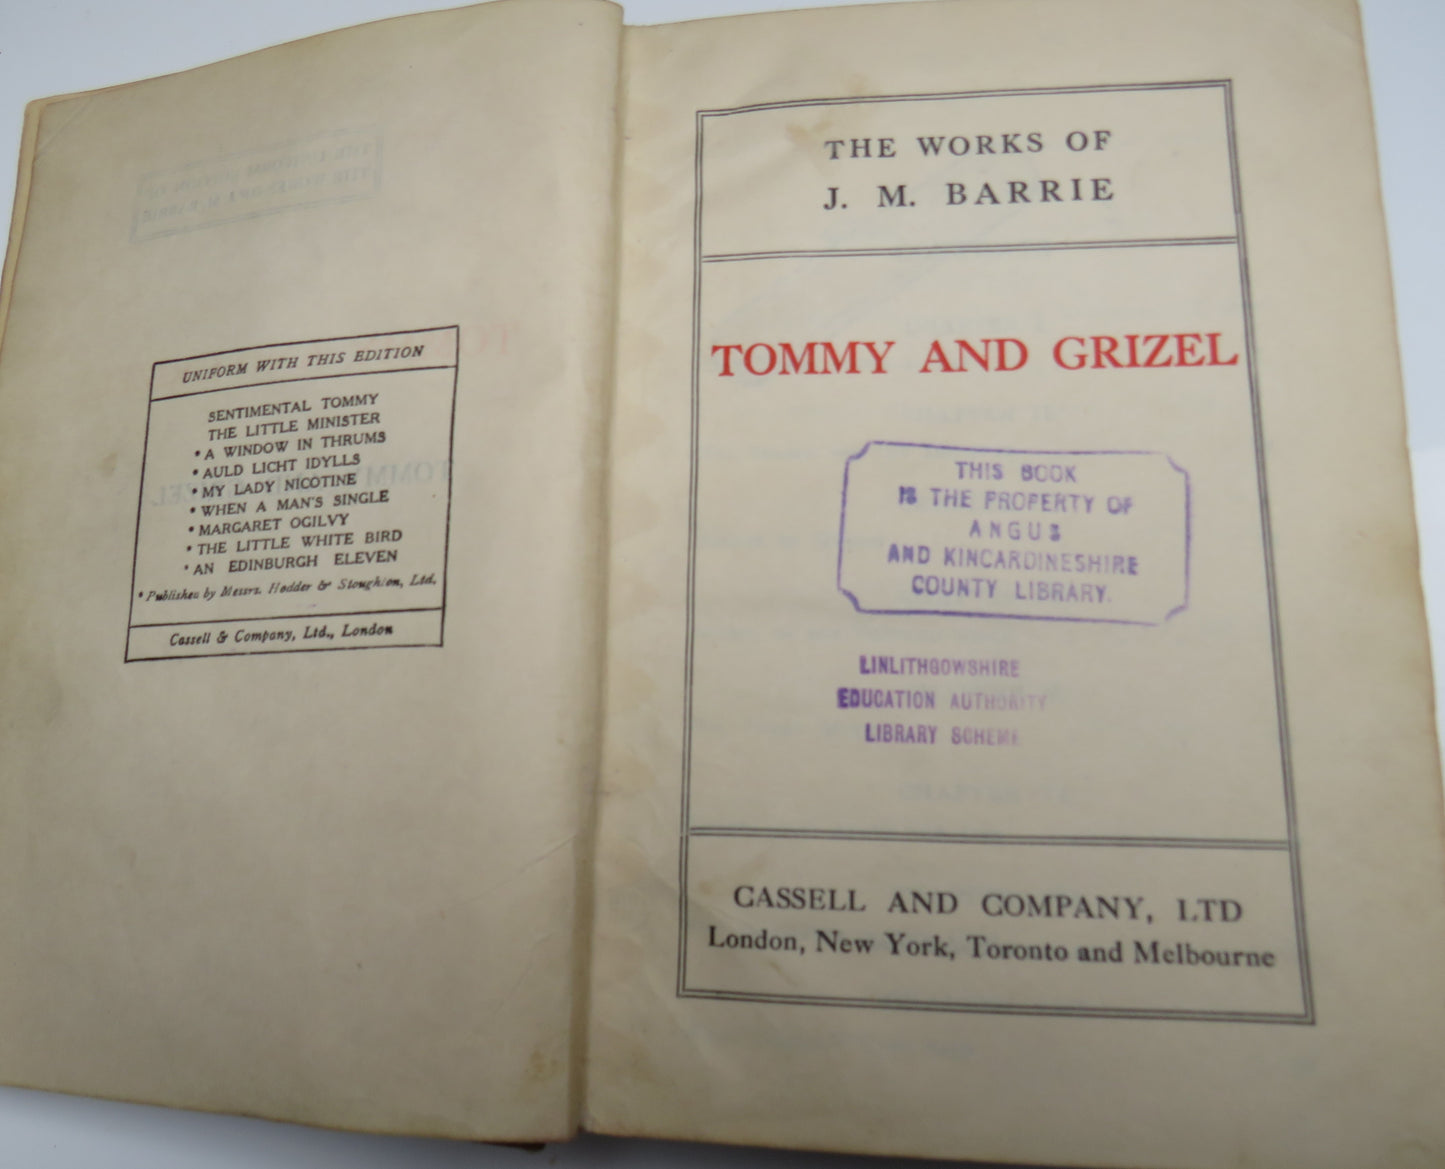 UNIFORM WITH THIS EDITION
SENTIMENTAL TOMMY
THE LITTLE MINISTER
* A WINDOW IN THRUMS
* AULD LICHT IDYLLS
* MY LADY NICOTINE
* WHEN A MAN'S SINGLE
* MARGARET OGILVY
* THE LITTLE WHITE BIRD
* AN EDINBURGH ELEVEN
* Published by Messrs. Hodder & Stoughton, Ltd.
Cassell & Company, Ltd., London
THE WORKS OF
J. M. BARRIE
TOMMY AND GRIZEL
THIS BOOK
IS THE PROPERTY OF
ANGUS
AND KINCARDINESHIRE
COUNTY LIBRARY.
LINLITHGOWSHIRE
EDUCATION AUTHORITY
LIBRARY SCHEME
CASSELL AND COMPANY, LTD
London, New York, Toronto and Melbourne